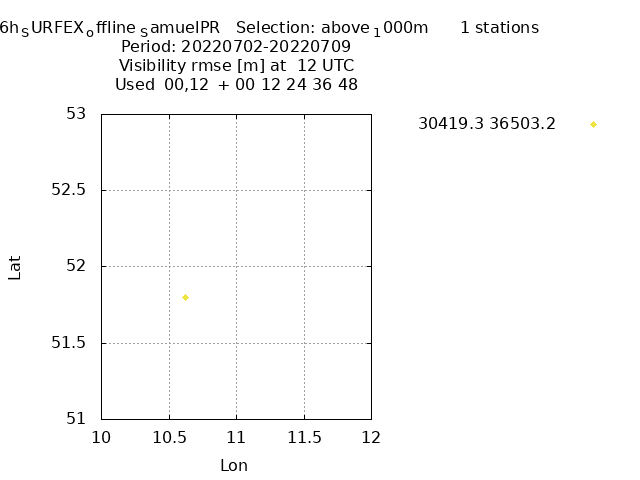 6h_SURFEX_offline_SamuelPR Selection: above_1000m 1 stations
Period: 20220702-20220709
Visibility rmse [m] at 12 UTC
Used 00,12 + 00 12 24 36 48
30419.3 36503.2
53
52.5
52
51.5
51
Lat
10 10.5 11 11.5 12
Lon